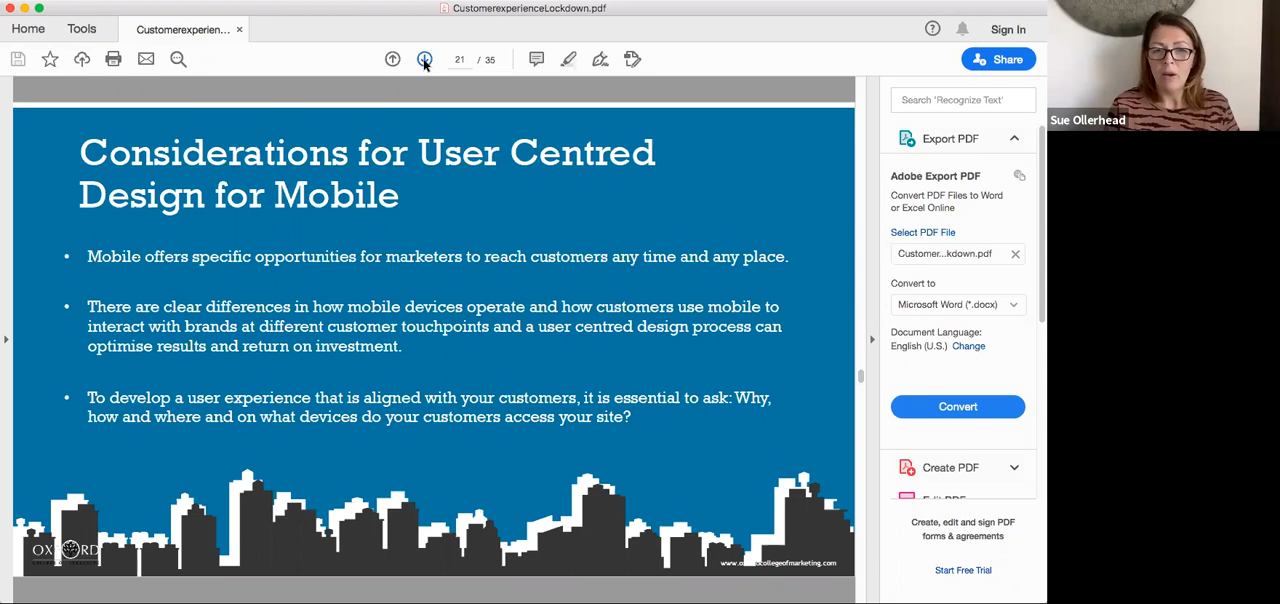 CustomerexperienceLockdown.pdf
Home
Tools
Customerexperien...
Sign In
21 / 35
Share
Sue Ollerhead
Considerations for User Centred
Design for Mobile
• Mobile offers specific opportunities for marketers to reach customers any time and any place.
• There are clear differences in how mobile devices operate and how customers use mobile to
interact with brands at different customer touchpoints and a user centred design process can
optimise results and return on investment.
• To develop a user experience that is aligned with your customers, it is essential to ask: Why,
how and where and on what devices do your customers access your site?
OXFORD
Search 'Recognize Text'
Export PDF
Adobe Export PDF
Convert PDF Files to Word
or Excel Online
Select PDF File
Customer...kdown.pdf
Convert to
Microsoft Word (*.docx)
Document Language:
English (U.S.) Change
Convert
Create PDF
Create, edit and sign PDF
forms & agreements
Start Free Trial